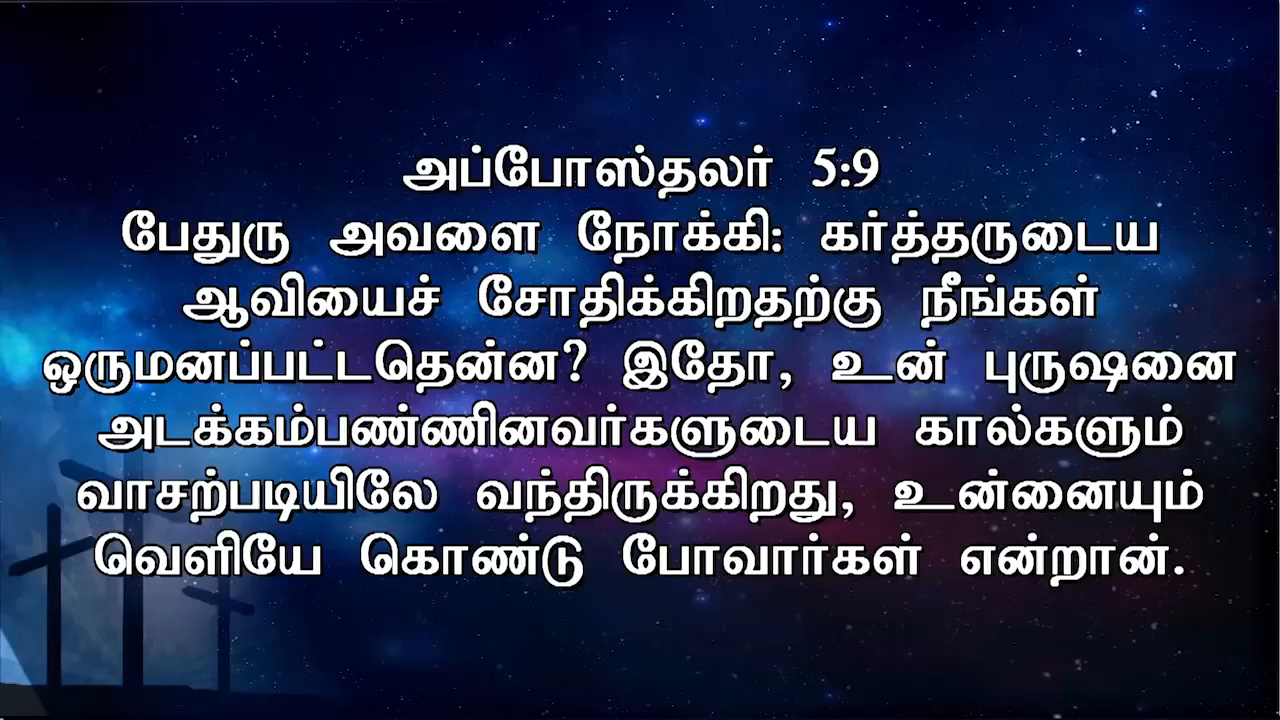 அப்போஸ்தலர் 5:9
பேதுரு அவளை நோக்கி: கர்த்தருடைய
ஆவியைச் சோதிக்கிறதற்கு நீங்கள்
ஒருமனப்பட்டதென்ன? இதோ, உன் புருஷனை
அடக்கம்பண்ணினவர்களுடைய கால்களும்
வாசற்படியிலே வந்திருக்கிறது, உன்னையும்
வெளியே கொண்டு போவார்கள் என்றான்.